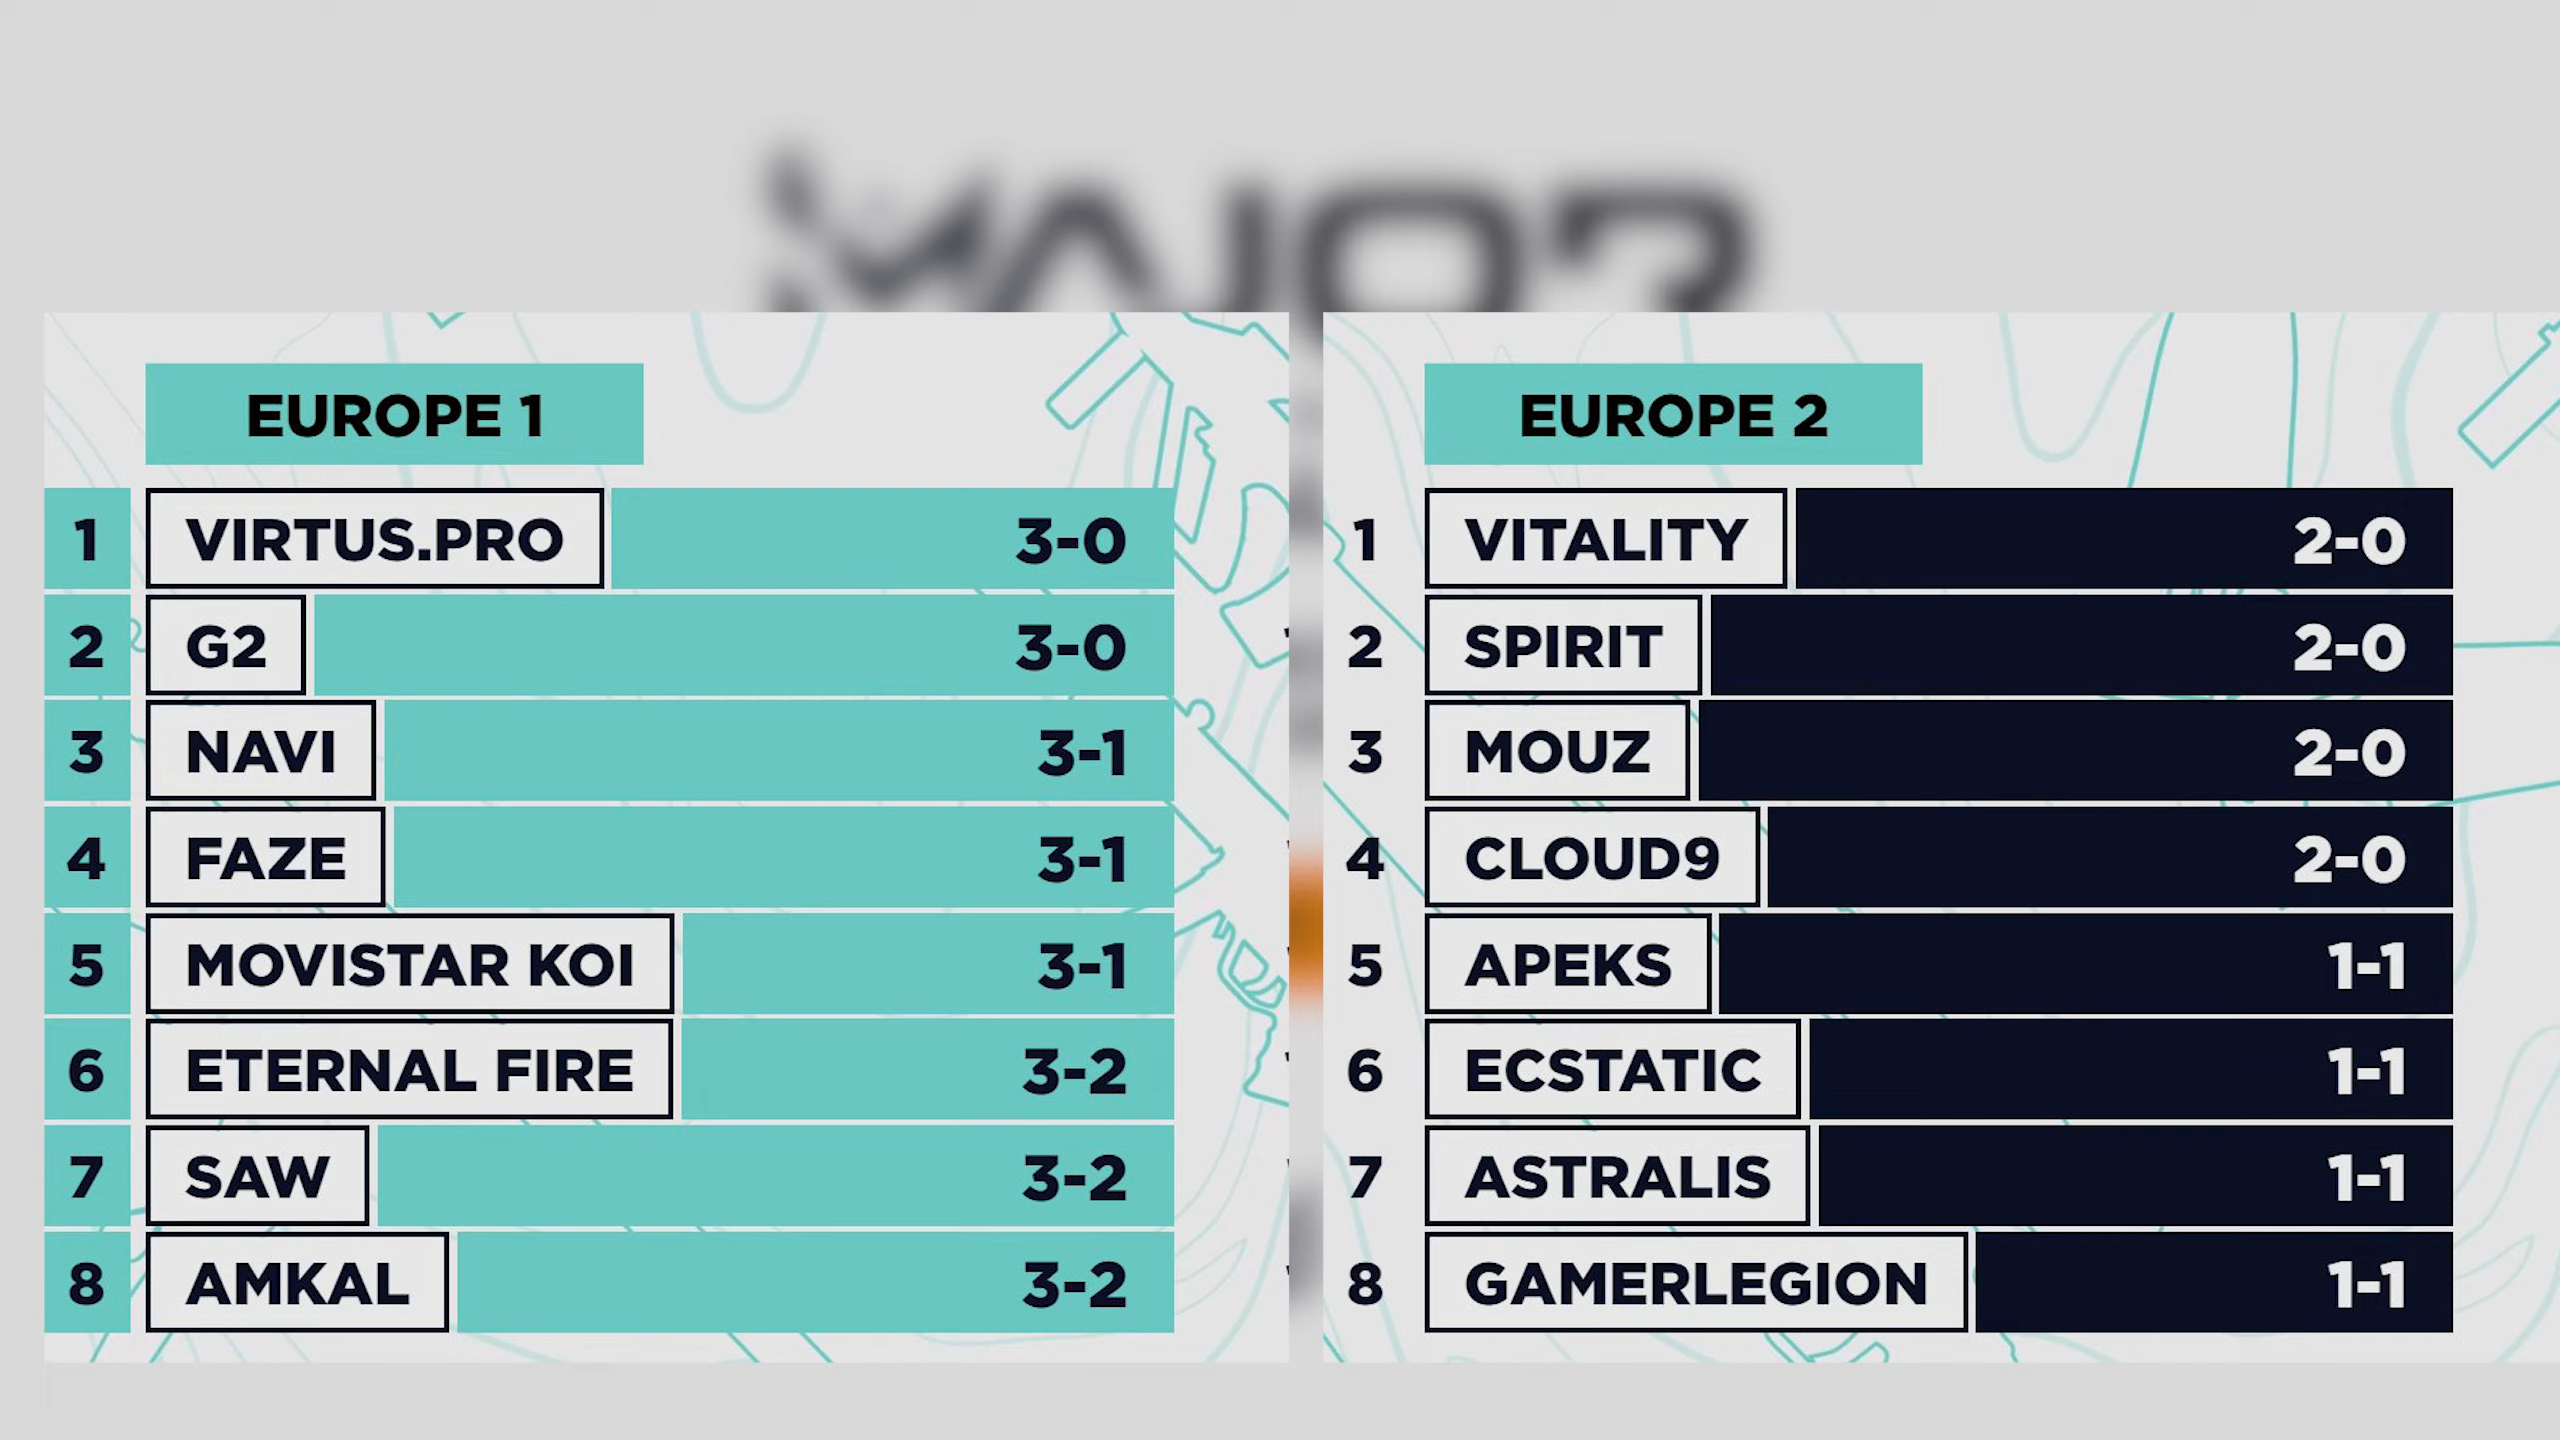 MAJOR
EUROPE 1
1 VIRTUS.PRO 3-0
2 G2 3-0
3 NAVI 3-1
4 FAZE 3-1
5 MOVISTAR KOI 3-1
6 ETERNAL FIRE 3-2
7 SAW 3-2
8 AMKAL 3-2
EUROPE 2
1 VITALITY 2-0
2 SPIRIT 2-0
3 MOUZ 2-0
4 CLOUD9 2-0
5 APEKS 1-1
6 ECSTATIC 1-1
7 ASTRALIS 1-1
8 GAMERLEGION 1-1